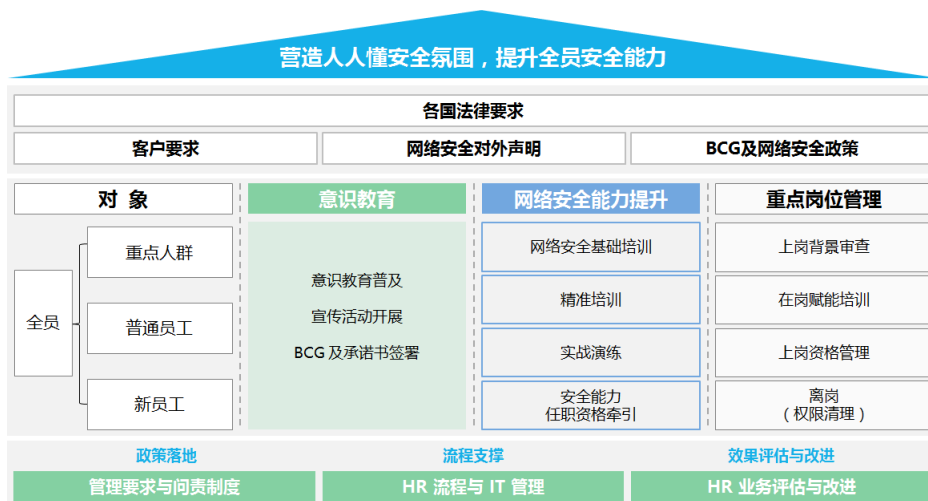 营造人人懂安全氛围，提升全员安全能力
各国法律要求
客户要求
网络安全对外声明
BCG及网络安全政策
对 象
意识教育
网络安全能力提升
重点岗位管理
全员
重点人群
普通员工
新员工
意识教育普及
宣传活动开展
BCG 及承诺书签署
网络安全基础培训
精准培训
实战演练
安全能力
任职资格牵引
上岗背景审查
在岗赋能培训
上岗资格管理
离岗
（权限清理）
政策落地
流程支撑
效果评估与改进
管理要求与问责制度
HR 流程与 IT 管理
HR 业务评估与改进